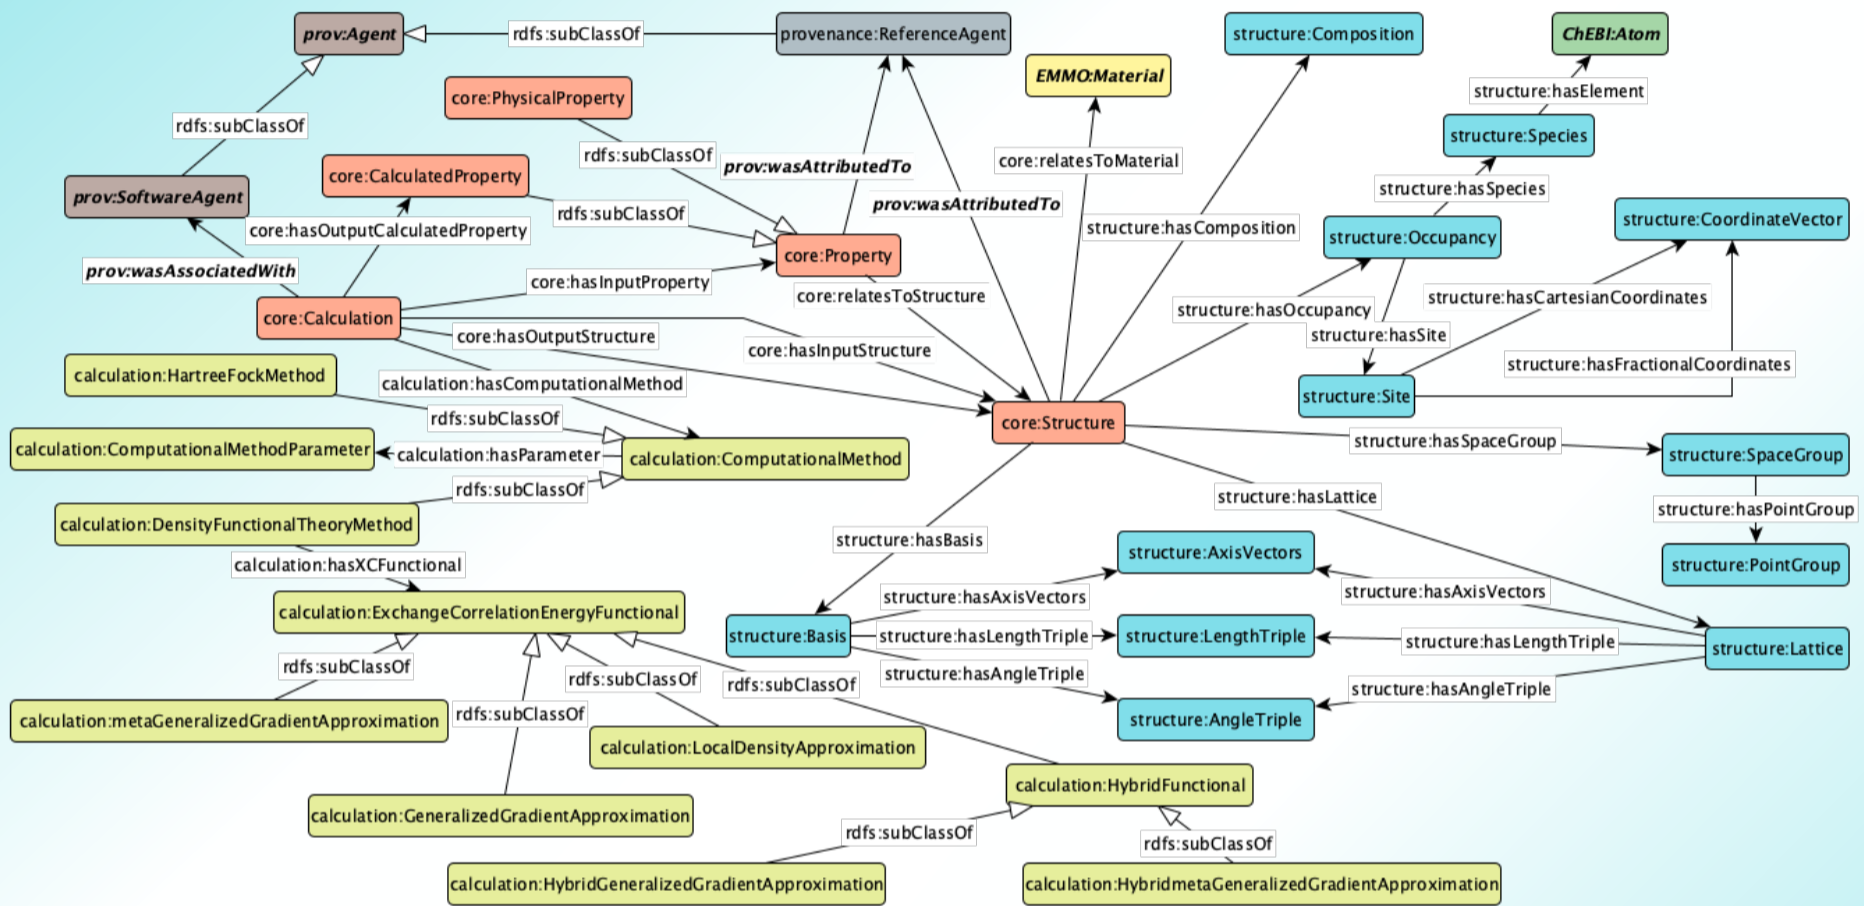 prov:Agent
rdfs:subClassOf
provenance:ReferenceAgent
structure:Composition
ChEBI:Atom
EMMO:Material
core:PhysicalProperty
structure:hasElement
rdfs:subClassOf
structure:Species
rdfs:subClassOf
prov:wasAttributedTo
core:relatesToMaterial
core:CalculatedProperty
structure:hasSpecies
prov:SoftwareAgent
prov:wasAttributedTo
rdfs:subClassOf
structure:CoordinateVector
core:hasOutputCalculatedProperty
structure:hasComposition
structure:Occupancy
core:Property
prov:wasAssociatedWith
core:hasInputProperty
core:relatesToStructure
structure:hasCartesianCoordinates
structure:hasOccupancy
core:Calculation
core:hasOutputStructure
structure:hasSite
core:hasInputStructure
structure:hasFractionalCoordinates
calculation:HartreeFockMethod
calculation:hasComputationalMethod
structure:Site
rdfs:subClassOf
core:Structure
structure:hasSpaceGroup
calculation:ComputationalMethodParameter
calculation:hasParameter
calculation:ComputationalMethod
structure:SpaceGroup
rdfs:subClassOf
structure:hasLattice
structure:hasPointGroup
calculation:DensityFunctionalTheoryMethod
structure:hasBasis
structure:AxisVectors
calculation:hasXCFunctional
structure:PointGroup
structure:hasAxisVectors
structure:hasAxisVectors
calculation:ExchangeCorrelationEnergyFunctional
structure:Basis
structure:hasLengthTriple
structure:LengthTriple
structure:hasLengthTriple
structure:Lattice
rdfs:subClassOf
rdfs:subClassOf
rdfs:subClassOf
structure:hasAngleTriple
structure:hasAngleTriple
rdfs:subClassOf
calculation:metaGeneralizedGradientApproximation
structure:AngleTriple
calculation:LocalDensityApproximation
calculation:HybridFunctional
calculation:GeneralizedGradientApproximation
rdfs:subClassOf
rdfs:subClassOf
calculation:HybridGeneralizedGradientApproximation
calculation:HybridmetaGeneralizedGradientApproximation